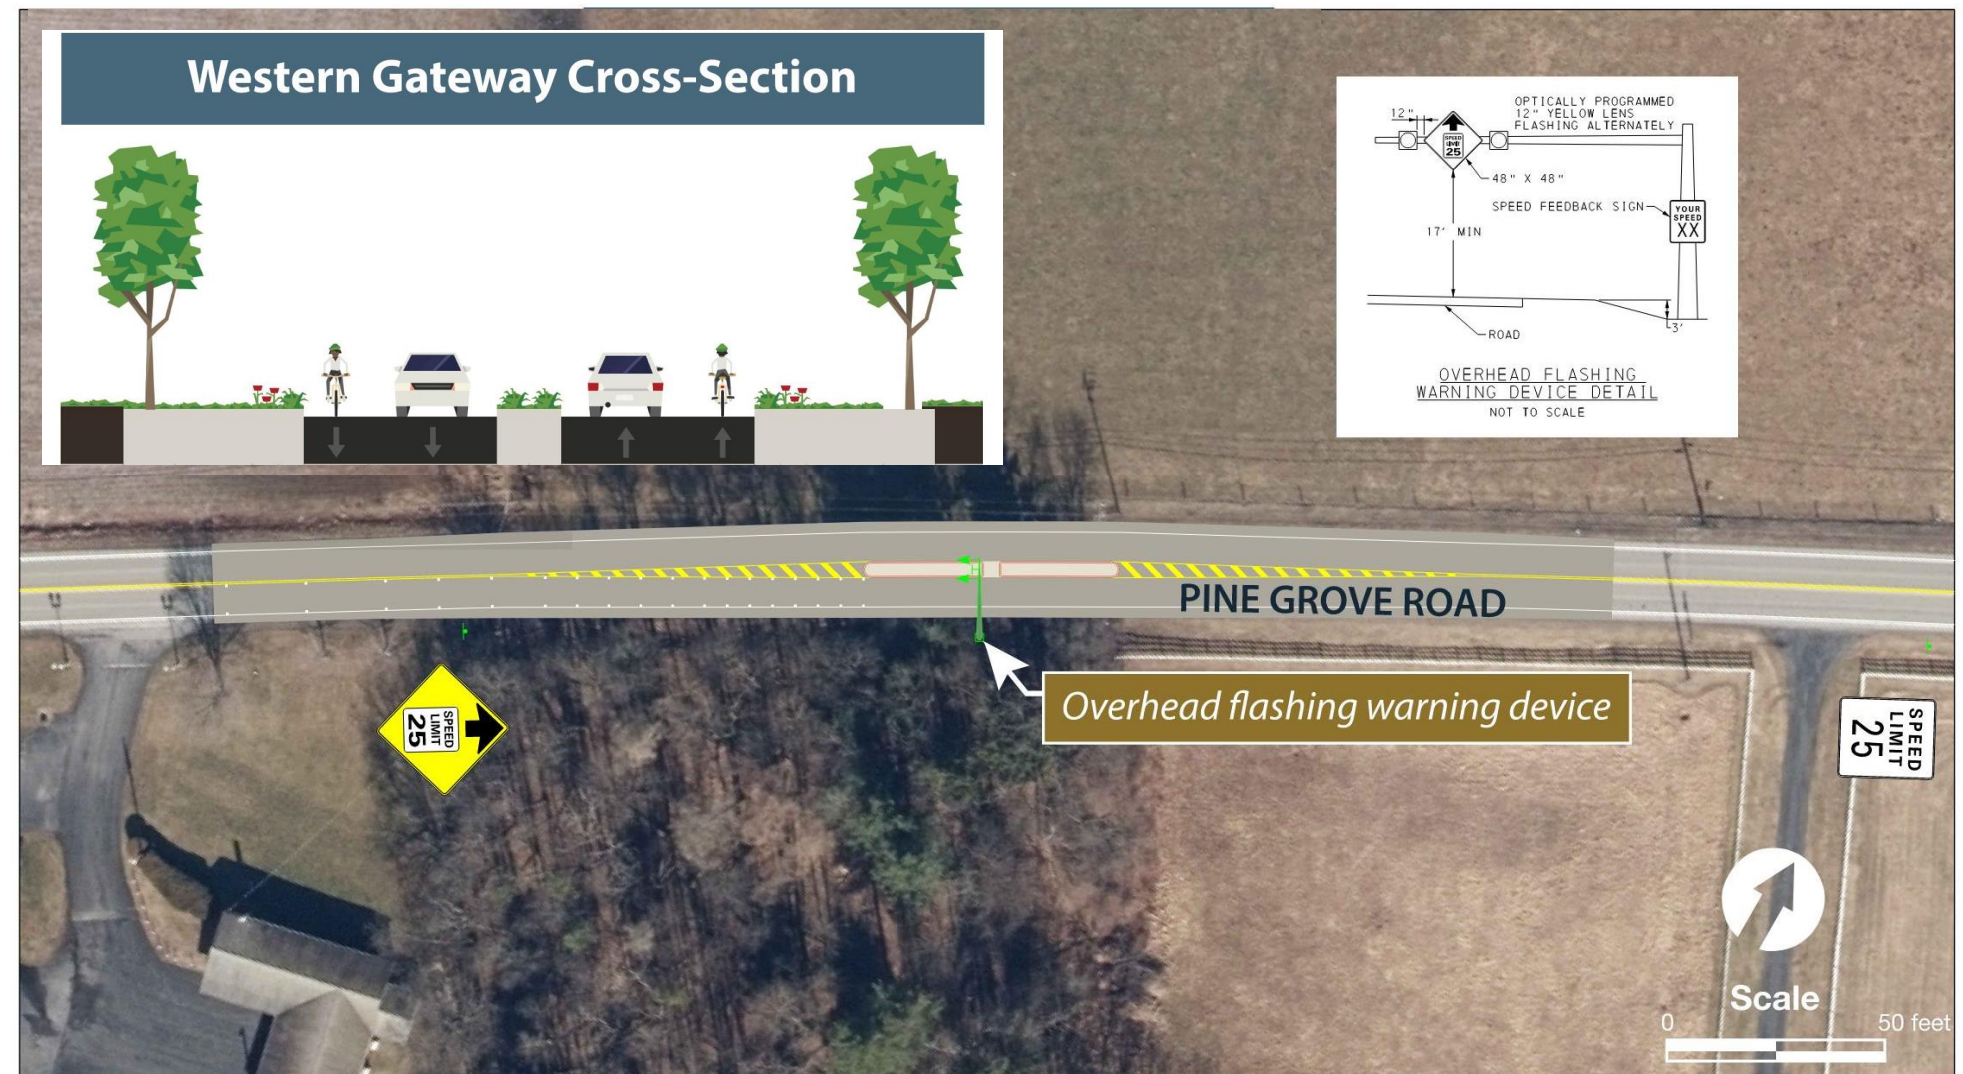 Western Gateway Cross-Section
12"
OPTICALLY PROGRAMMED
12" YELLOW LENS
FLASHING ALTERNATELY
SPEED
LIMIT
25
48" X 48"
SPEED FEEDBACK SIGN
YOUR
SPEED
XX
17' MIN
3'
ROAD
OVERHEAD FLASHING
WARNING DEVICE DETAIL
NOT TO SCALE
PINE GROVE ROAD
Overhead flashing warning device
SPEED
LIMIT
25
SPEED
LIMIT
25
Scale
0 50 feet